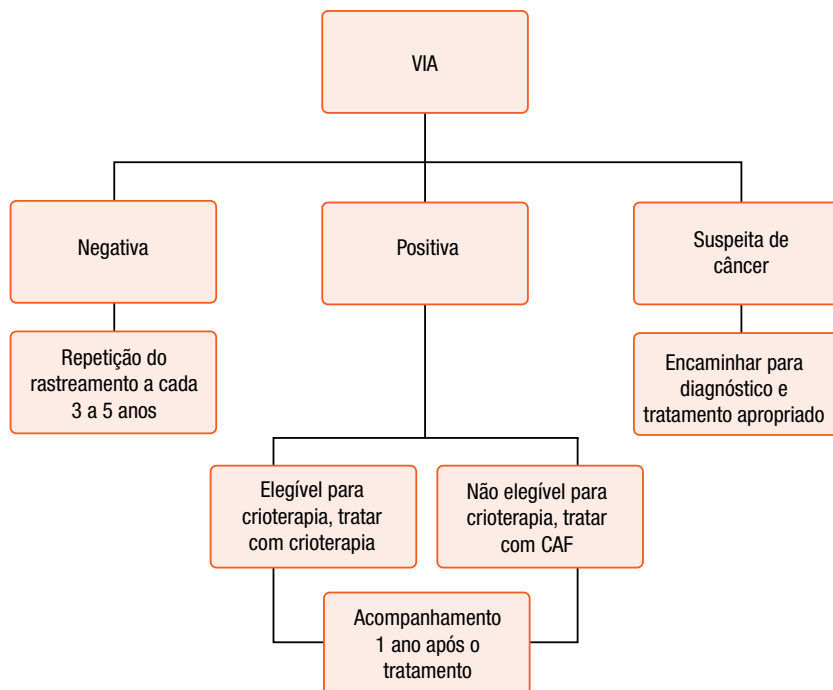 VIA
Negativa
Positiva
Suspeita de
câncer
Repetição do
rastreamento a cada
3 a 5 anos
Encaminhar para
diagnóstico e
tratamento apropriado
Elegível para
crioterapia, tratar
com crioterapia
Não elegível para
crioterapia, tratar
com CAF
Acompanhamento
1 ano após o
tratamento